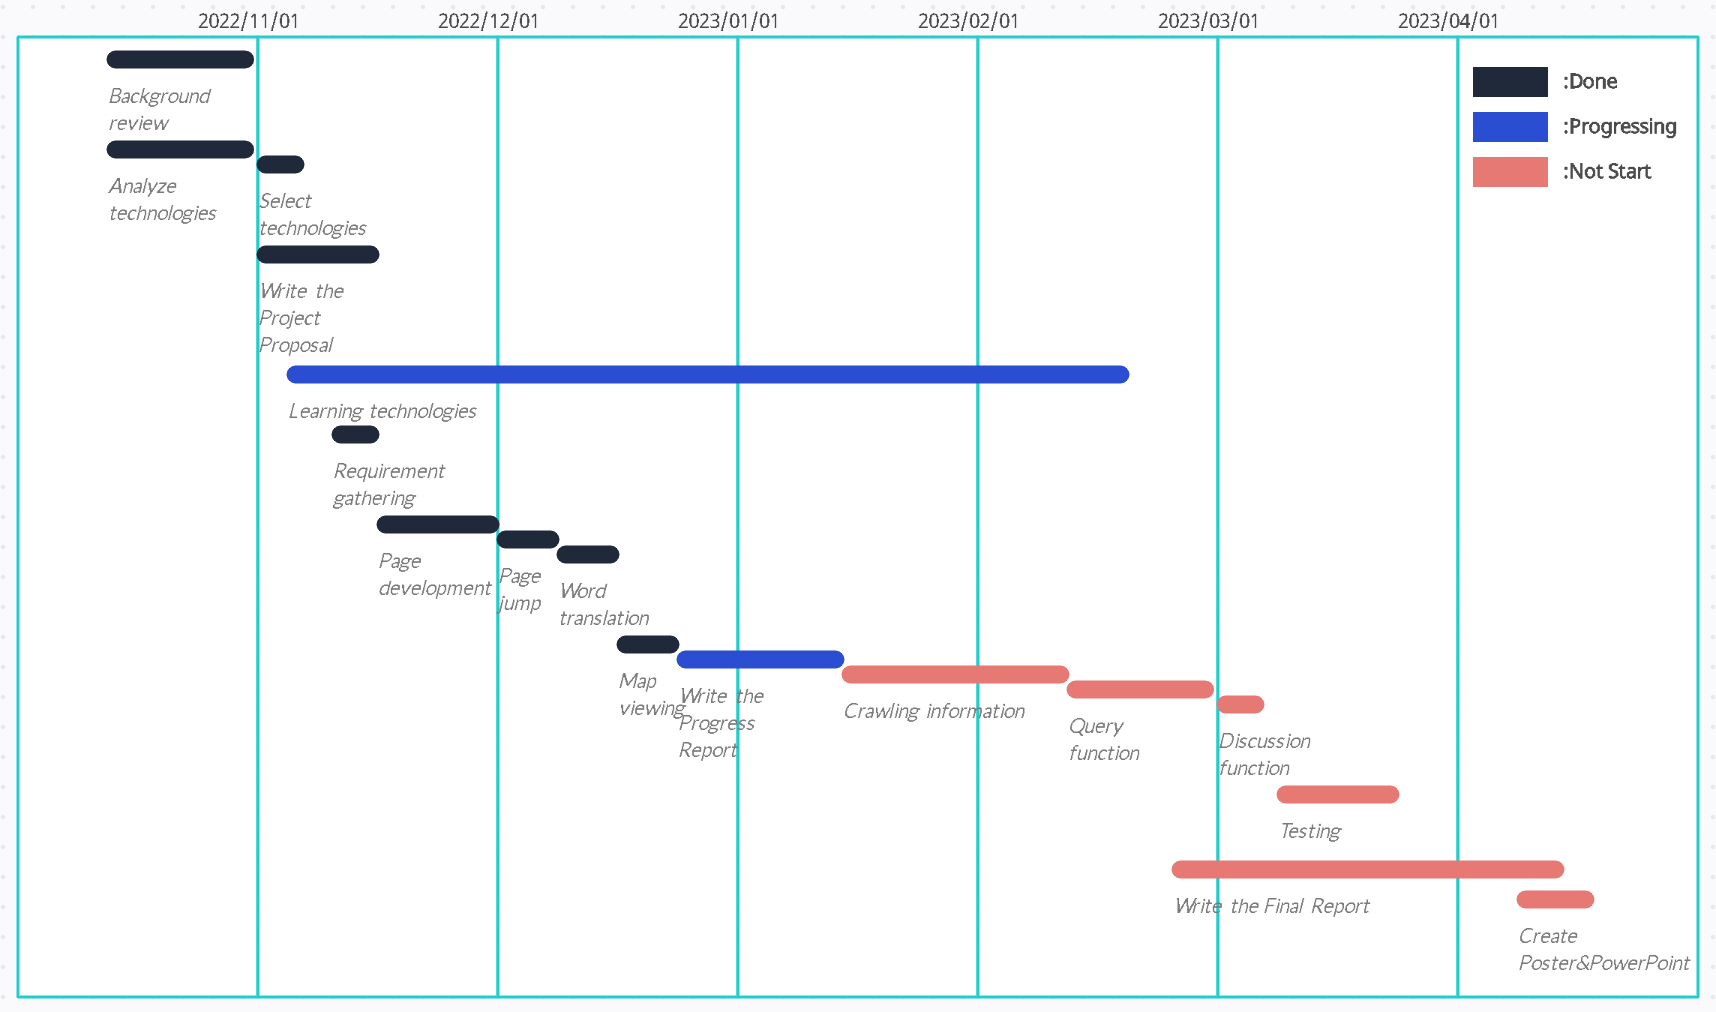 2022/11/01
2022/12/01
2023/01/01
2023/02/01
2023/03/01
2023/04/01
:Done
:Progressing
:Not Start
Background
review
Analyze
technologies
Select
technologies
Write the
Project
Proposal
Learning technologies
Requirement
gathering
Page
development
Page
jump
Word
translation
Map
viewing
Write the
Progress
Report
Crawling information
Query
function
Discussion
function
Testing
Write the Final Report
Create
Poster&PowerPoint